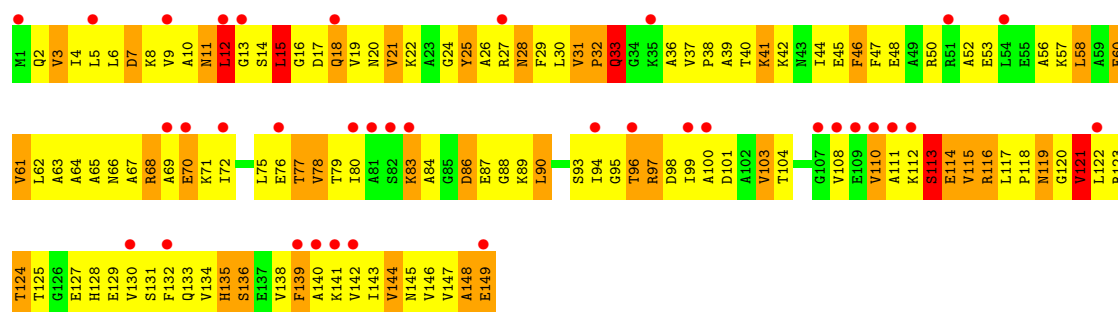 M1 Q2 V3 I4 L5 L6 D7 K8 V9 A10 N11 L12 G13 S14 L15 G16 D17 Q18 V19 N20 V21 K22 A23 G24 Y25 A26 R27 N28 F29 L30 V31 P32 Q33 G34 K35 A36 V37 P38 A39 T40 K41 K42 N43 I44 E45 F46 F47 E48 A49 R50 R51 A52 E53 L54 E55 A56 K57 L58 A59
V61 L62 A63 A64 A65 N66 A67 R68 A69 E70 K71 I72 L75 E76 T77 V78 T79 I80 A81 S82 K83 A84 G85 D86 E87 G88 K89 L90 S93 I94 G95 T96 R97 D98 I99 A100 D101 A102 V103 T104 G107 V108 E109 V110 A111 K112 S113 E114 V115 R116 L117 P118 N119 G120 V121 L122
T124 T125 G126 E127 H128 E129 V130 S131 F132 Q133 V134 H135 S136 E137 V138 F139 A140 K141 V142 I143 V144 N145 V146 V147 A148 E149